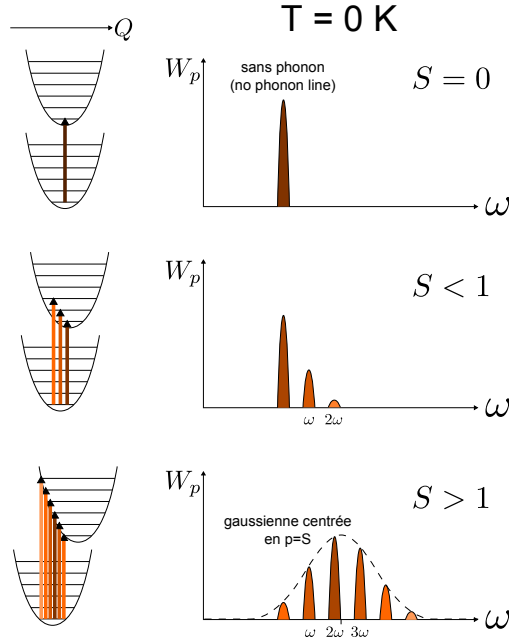 Q
T = 0 K
W_p
sans phonon
(no phonon line)
S = 0
ω
W_p
S < 1
ω
2ω
ω
W_p
S > 1
gaussienne centrée
en p=S
ω
2ω
3ω
ω